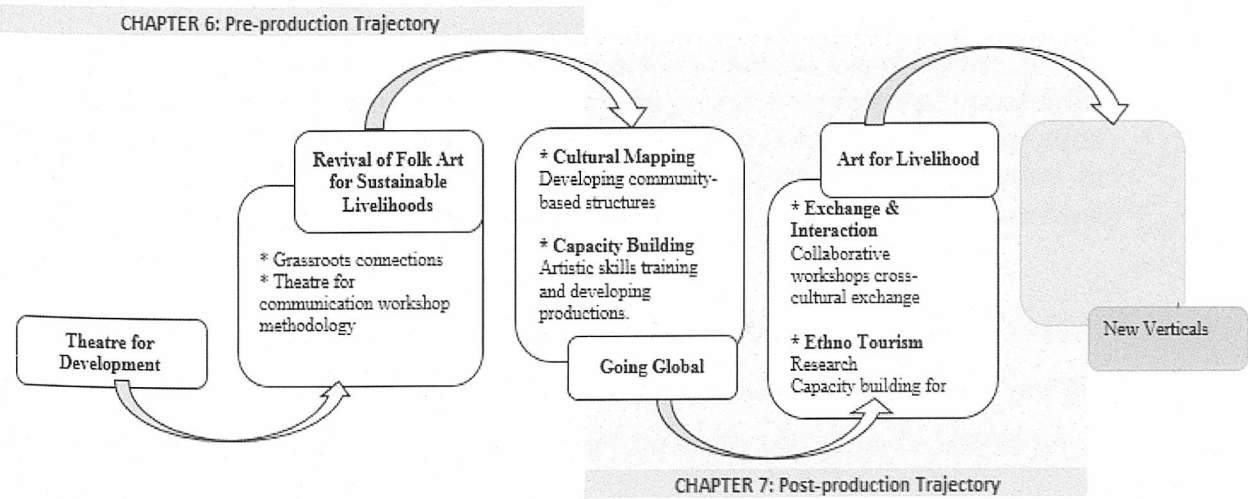 CHAPTER 6: Pre-production Trajectory
Theatre for
Development
Revival of Folk Art
for Sustainable
Livelihoods
* Grassroots connections
* Theatre for
communication workshop
methodology
* Cultural Mapping
Developing community-
based structures
* Capacity Building
Artistic skills training
and developing
productions.
Going Global
Art for Livelihood
* Exchange &
Interaction
Collaborative
workshops cross-
cultural exchange
* Ethno Tourism
Research
Capacity building for
New Verticals
CHAPTER 7: Post-production Trajectory